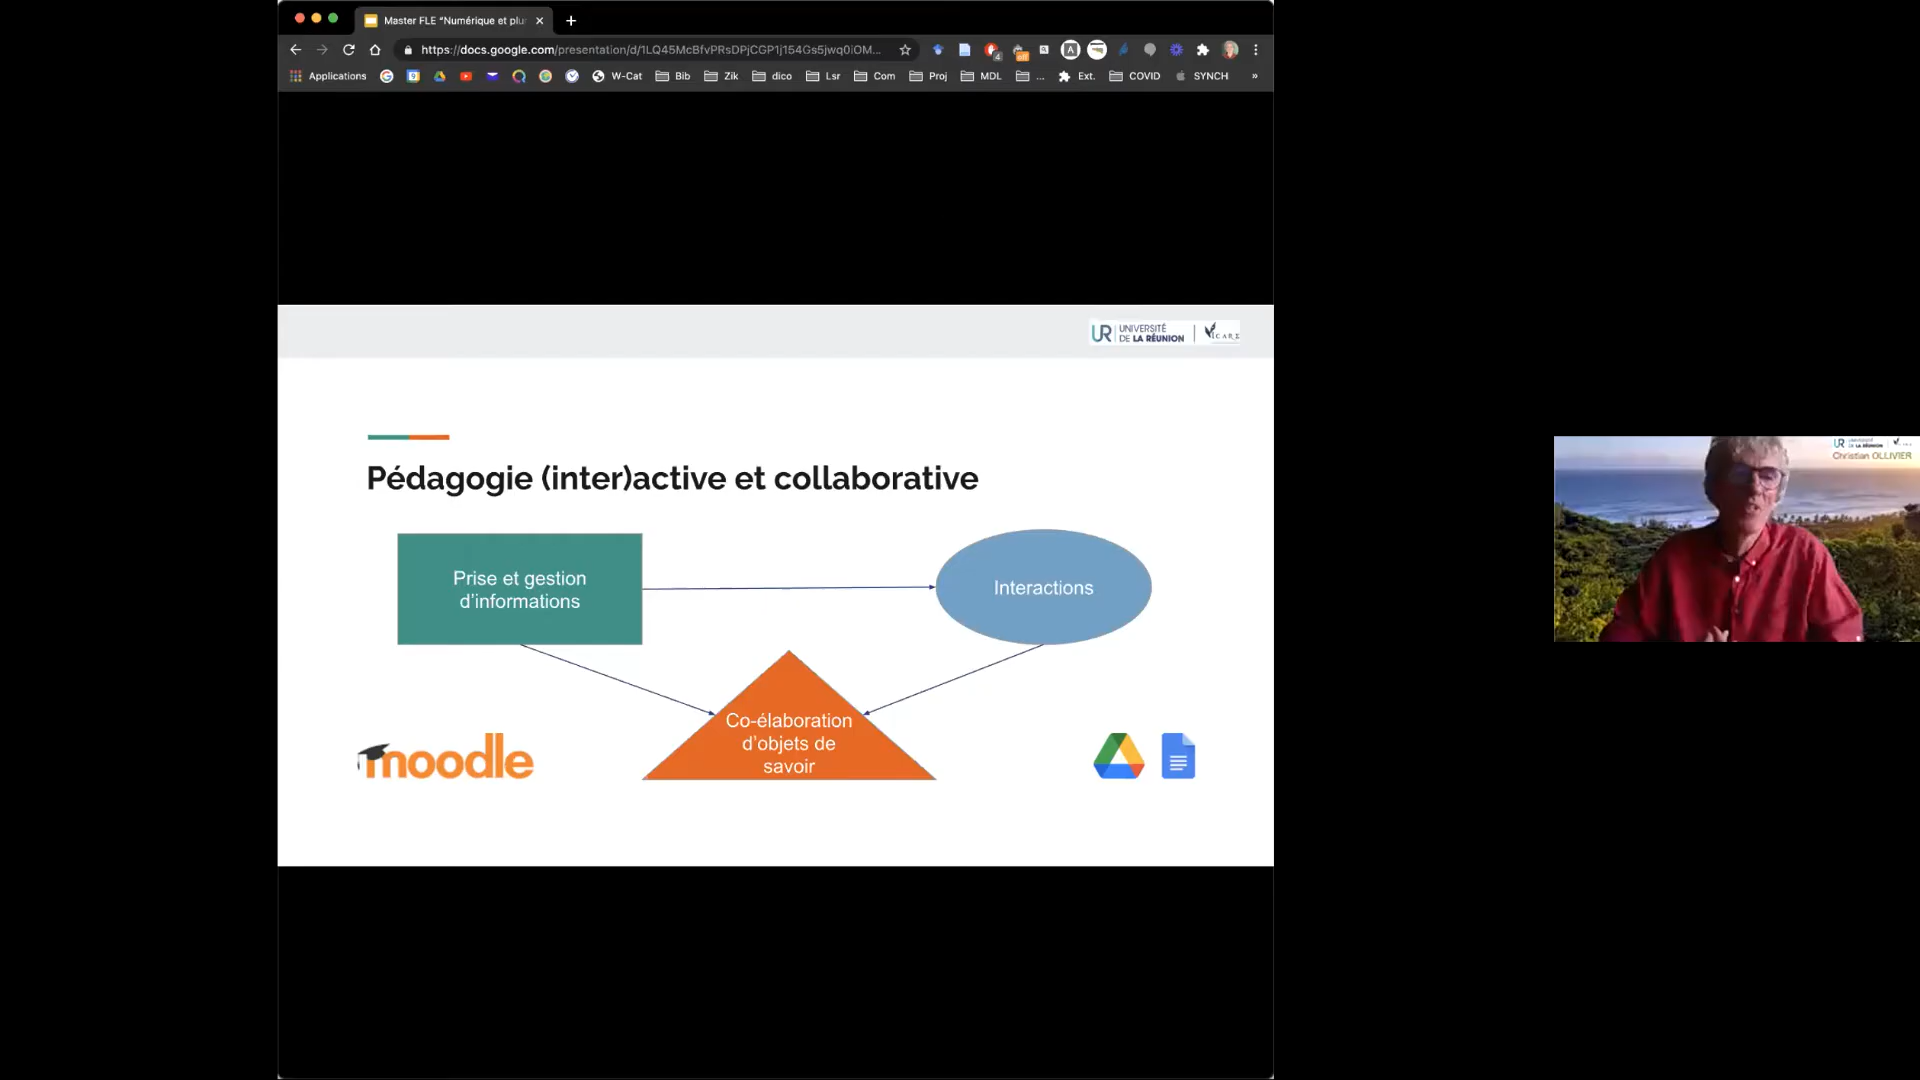 Master FLE "Numérique et plu
https://docs.google.com/presentation/d/1LQ45McBfvPRsDPjCGP1j154Gs5jwq0iOM...
Applications
W-Cat
Bib
Zik
dico
Lsr
Com
Proj
MDL
...
Ext.
COVID
SYNCH
»
UR UNIVERSITÉ
DE LA RÉUNION
ICARE
Pédagogie (inter)active et collaborative
Prise et gestion
d'informations
Interactions
Co-élaboration
d'objets de
savoir
moodle
Christian OLLIVIER